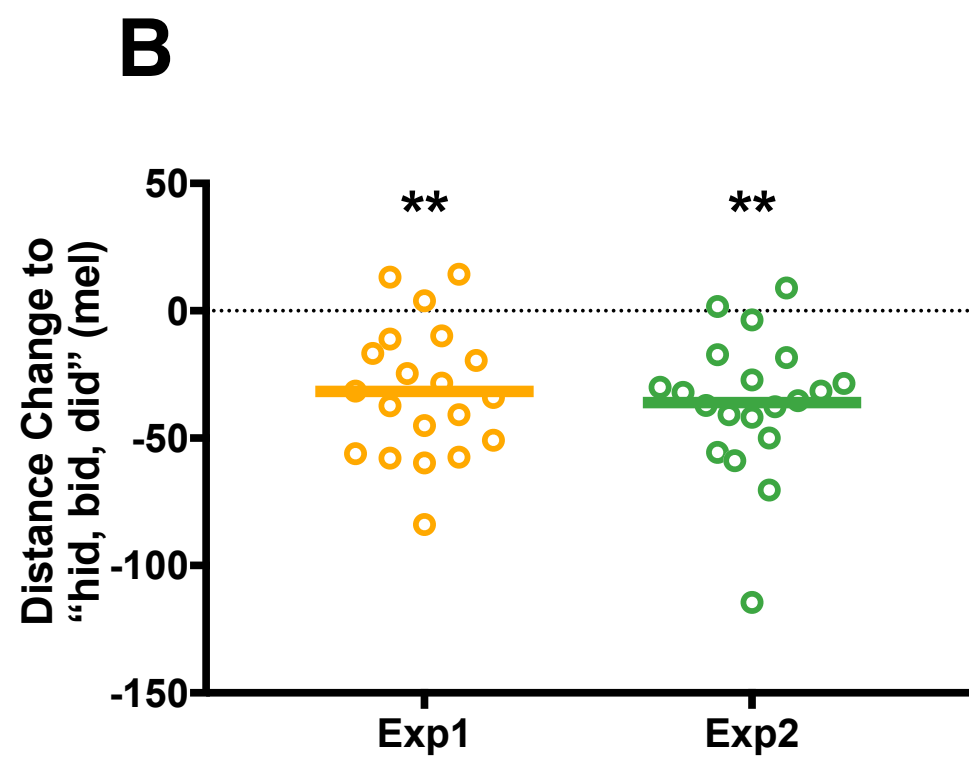 B
50
0
-50
-100
-150
Distance Change to
“hid, bid, did” (mel)
**
**
Exp1
Exp2